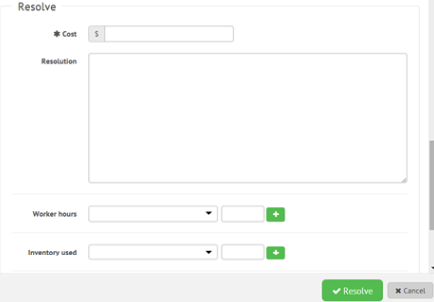 Resolve
✱ Cost $
Resolution
Worker hours +
Inventory used +
✔ Resolve ✖ Cancel